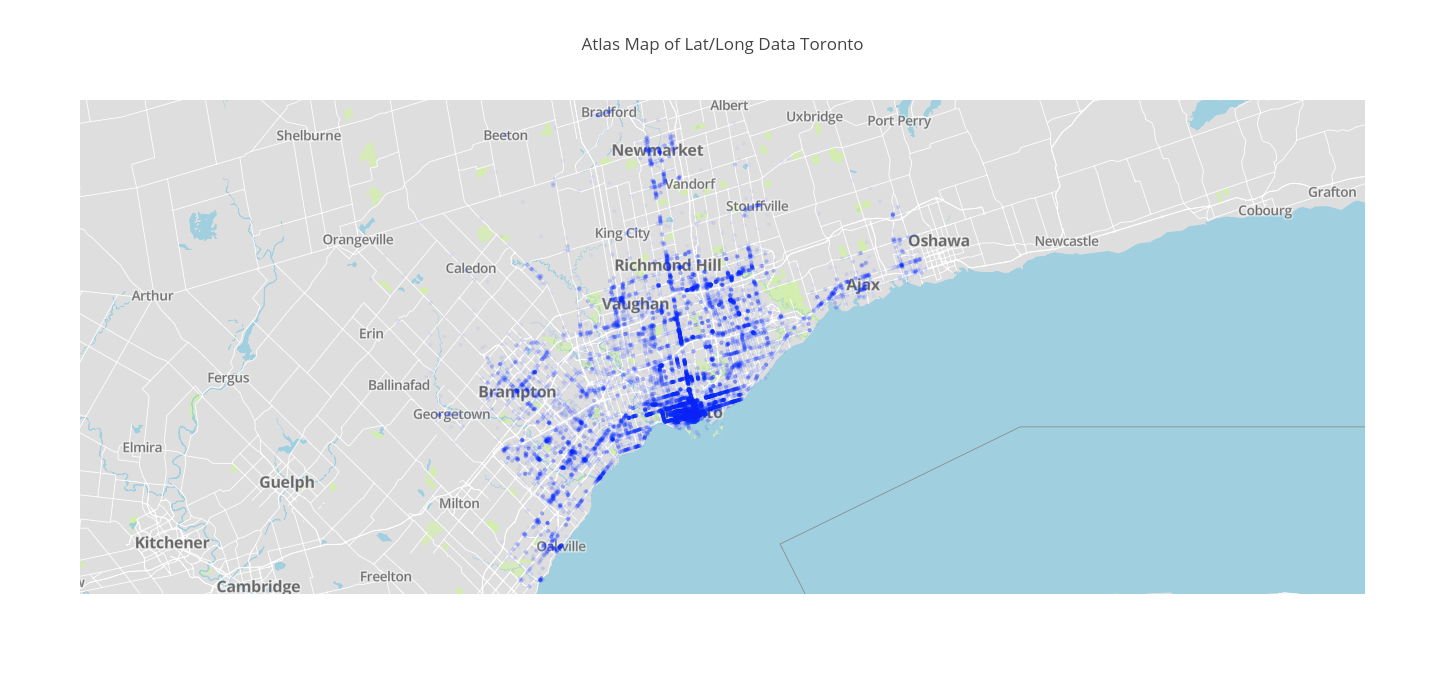 Atlas Map of Lat/Long Data Toronto
Bradford
Albert
Uxbridge
Port Perry
Shelburne
Beeton
Newmarket
Vandorf
Grafton
Stouffville
Cobourg
Orangeville
King City
Oshawa
Newcastle
Caledon
Richmond Hill
Ajax
Arthur
Vaughan
Erin
Fergus
Ballinafad
Brampton
Georgetown
to
Elmira
Guelph
Milton
Kitchener
Oakville
Freelton
Cambridge